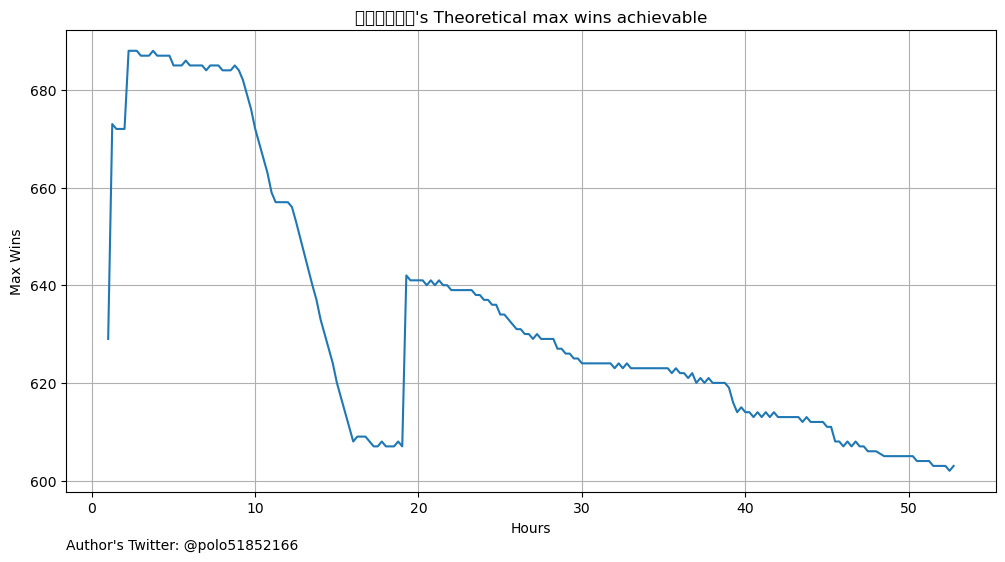 's Theoretical max wins achievable
Max Wins
680
660
640
620
600
0 10 20 30 40 50
Hours
Author's Twitter: @polo51852166